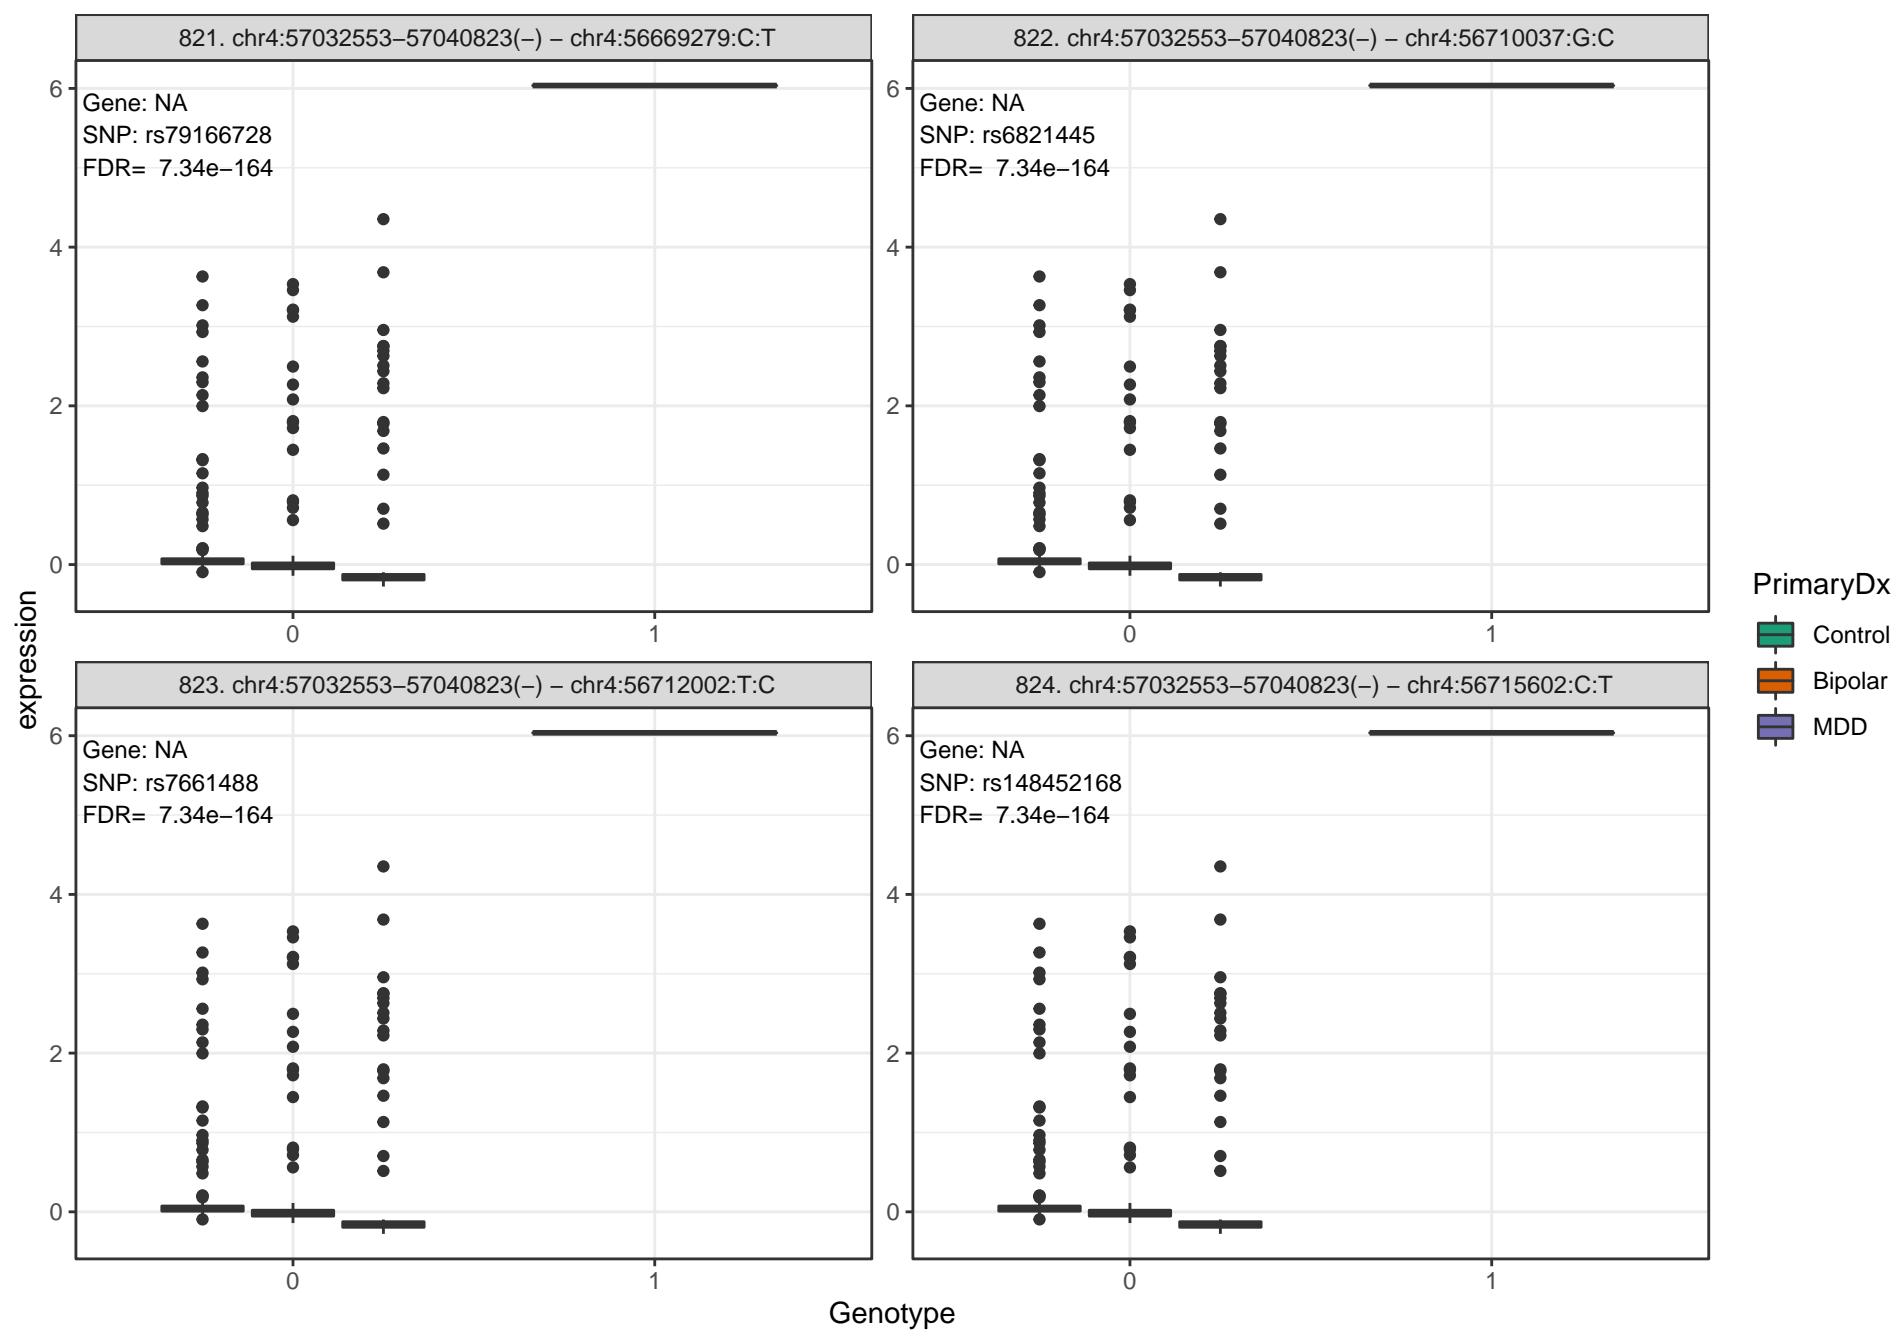 821. chr4:57032553−57040823(−) − chr4:56669279:C:T
822. chr4:57032553−57040823(−) − chr4:56710037:G:C
6
4
2
0
Gene: NA
SNP: rs79166728
FDR=  7.34e−164
0
1
6
4
2
0
Gene: NA
SNP: rs6821445
FDR=  7.34e−164
0
1
823. chr4:57032553−57040823(−) − chr4:56712002:T:C
824. chr4:57032553−57040823(−) − chr4:56715602:C:T
6
4
2
0
Gene: NA
SNP: rs7661488
FDR=  7.34e−164
0
1
6
4
2
0
Gene: NA
SNP: rs148452168
FDR=  7.34e−164
0
1
expression
Genotype
PrimaryDx
Control
Bipolar
MDD